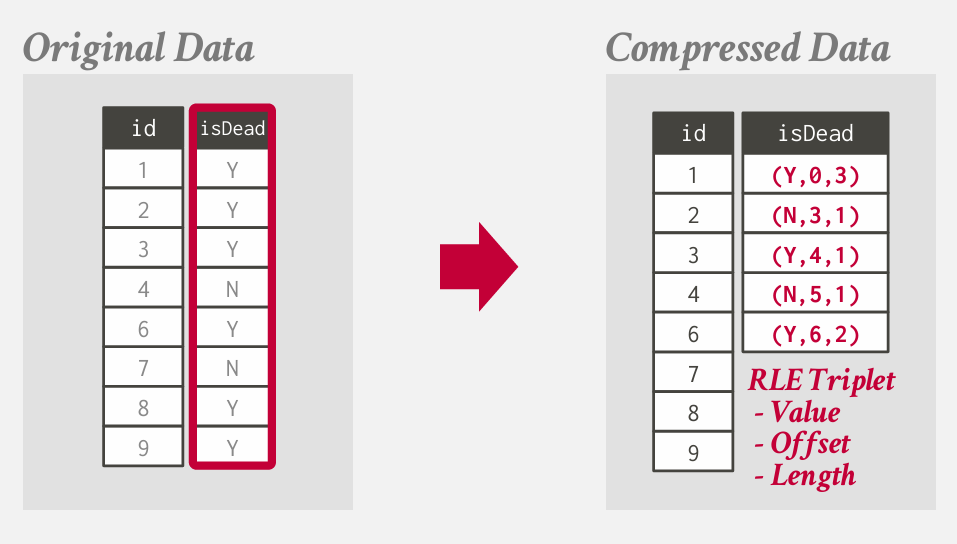 Original Data
id isDead
1 Y
2 Y
3 Y
4 N
6 Y
7 N
8 Y
9 Y
Compressed Data
id isDead
1 (Y,0,3)
2 (N,3,1)
3 (Y,4,1)
4 (N,5,1)
6 (Y,6,2)
7
8
9
RLE Triplet
- Value
- Offset
- Length